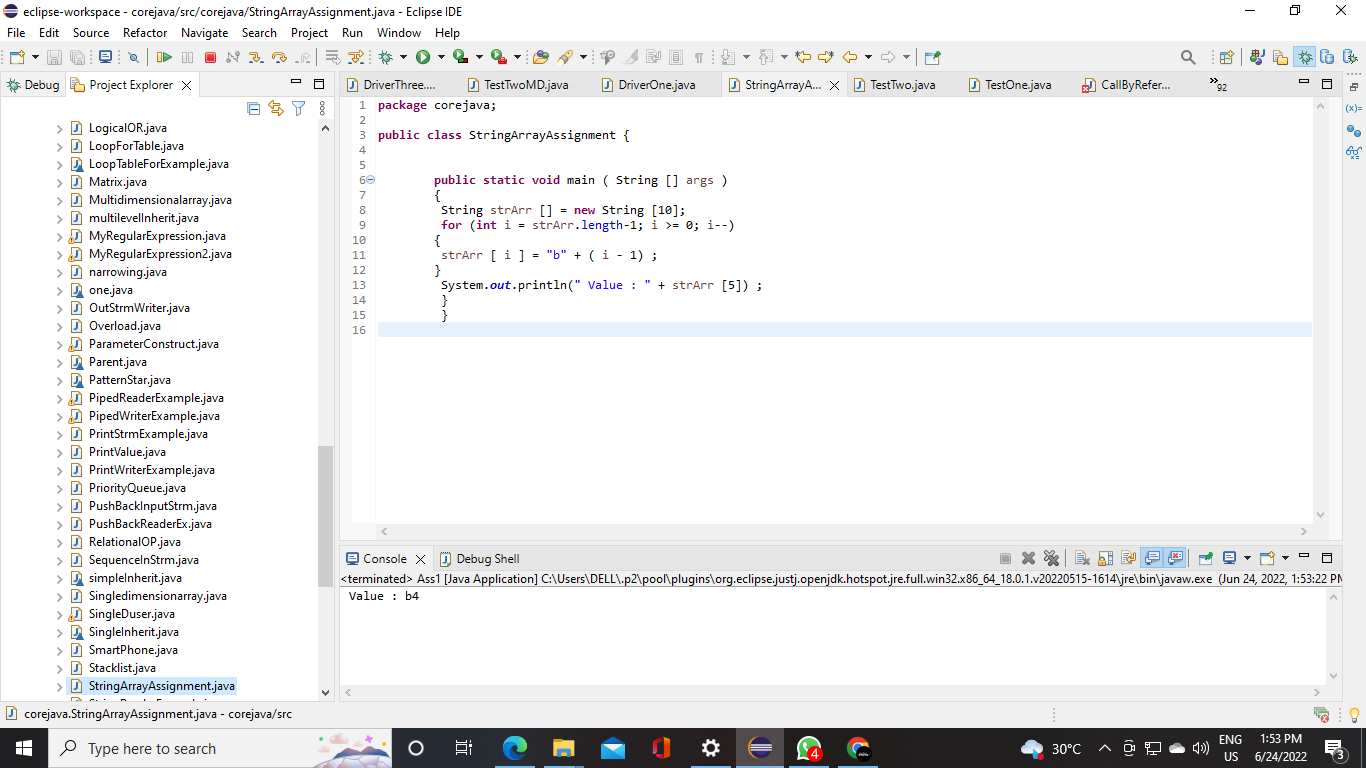 eclipse-workspace - corejava/src/corejava/StringArrayAssignment.java - Eclipse IDE
File Edit Source Refactor Navigate Search Project Run Window Help
Debug Project Explorer
LogicalOR.java
LoopForTable.java
LoopTableForExample.java
Matrix.java
Multidimensionalarray.java
multilevelInherit.java
MyRegularExpression.java
MyRegularExpression2.java
narrowing.java
one.java
OutStrmWriter.java
Overload.java
ParameterConstruct.java
Parent.java
PatternStar.java
PipedReaderExample.java
PipedWriterExample.java
PrintStrmExample.java
PrintValue.java
PrintWriterExample.java
PriorityQueue.java
PushBackInputStrm.java
PushBackReaderEx.java
RelationalOP.java
SequenceInStrm.java
simpleInherit.java
Singledimensionarray.java
SingleDuser.java
SingleInherit.java
SmartPhone.java
Stacklist.java
StringArrayAssignment.java
DriverThree.... TestTwoMD.java DriverOne.java StringArrayA... TestTwo.java TestOne.java CallByRefer... »92
1 package corejava;
2
3 public class StringArrayAssignment {
4
5
6 public static void main ( String [] args )
7 {
8 String strArr [] = new String [10];
9 for (int i = strArr.length-1; i >= 0; i--)
10 {
11 strArr [ i ] = "b" + ( i - 1) ;
12 }
13 System.out.println(" Value : " + strArr [5]) ;
14 }
15 }
16
Console Debug Shell
<terminated> Ass1 [Java Application] C:\Users\DELL\.p2\pool\plugins\org.eclipse.justj.openjdk.hotspot.jre.full.win32.x86_64_18.0.1.v20220515-1614\jre\bin\javaw.exe (Jun 24, 2022, 1:53:22 PM
Value : b4
corejava.StringArrayAssignment.java - corejava/src
Type here to search
4
30°C
ENG
US
1:53 PM
6/24/2022
3